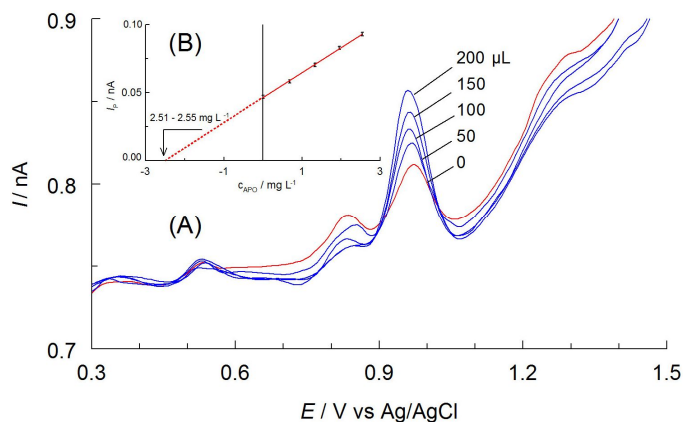 0.9
0.8
0.7
I / nA
0.3
0.6
0.9
1.2
1.5
E / V vs Ag/AgCl
(A)
200 µL
150
100
50
0
(B)
0.10
0.05
0.00
Iₚ / nA
-3
-1
1
3
c_APO / mg L⁻¹
2.51 - 2.55 mg L⁻¹